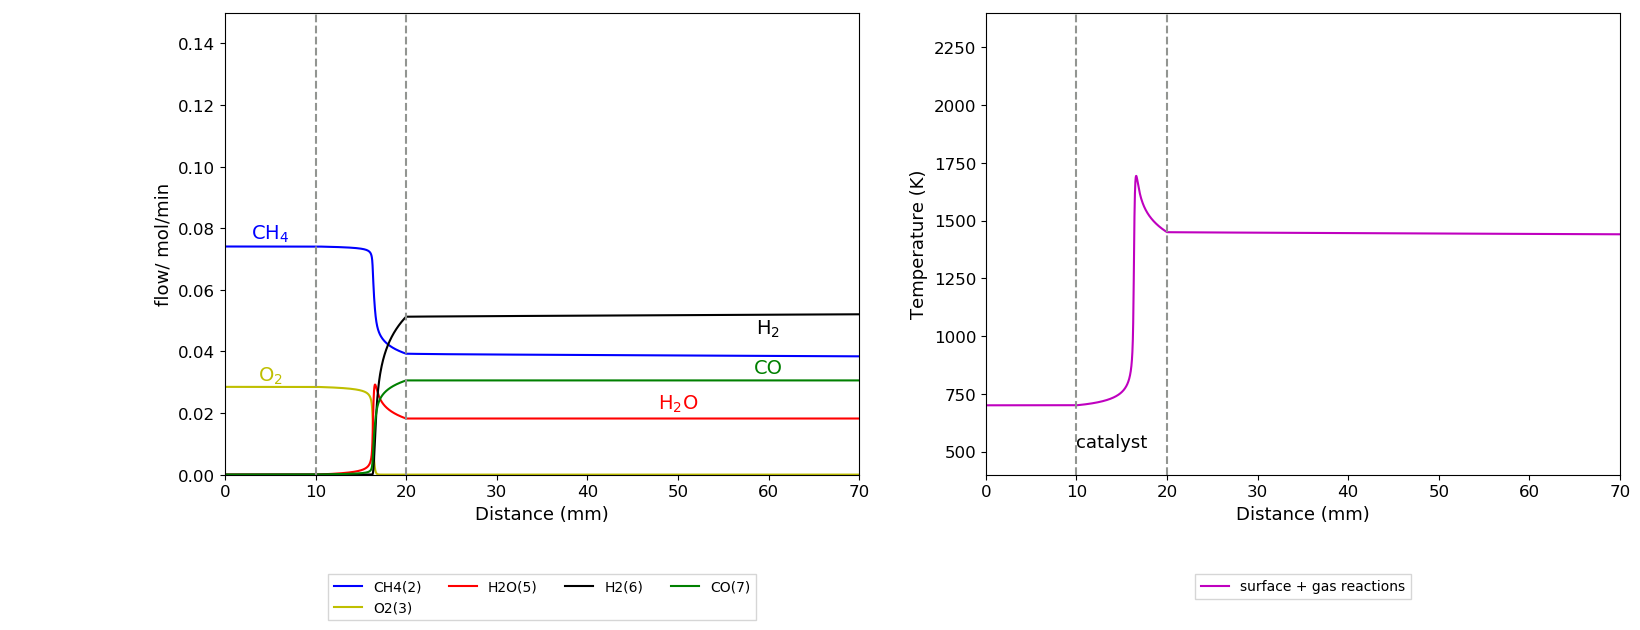 0.14
0.12
0.10
0.08
0.06
0.04
0.02
0.00
flow/ mol/min
CH4
O2
H2
CO
H2O
0 10 20 30 40 50 60 70
Distance (mm)
CH4(2) H2O(5) H2(6) CO(7)
O2(3)
2250
2000
1750
1500
1250
1000
750
500
Temperature (K)
catalyst
0 10 20 30 40 50 60 70
Distance (mm)
surface + gas reactions